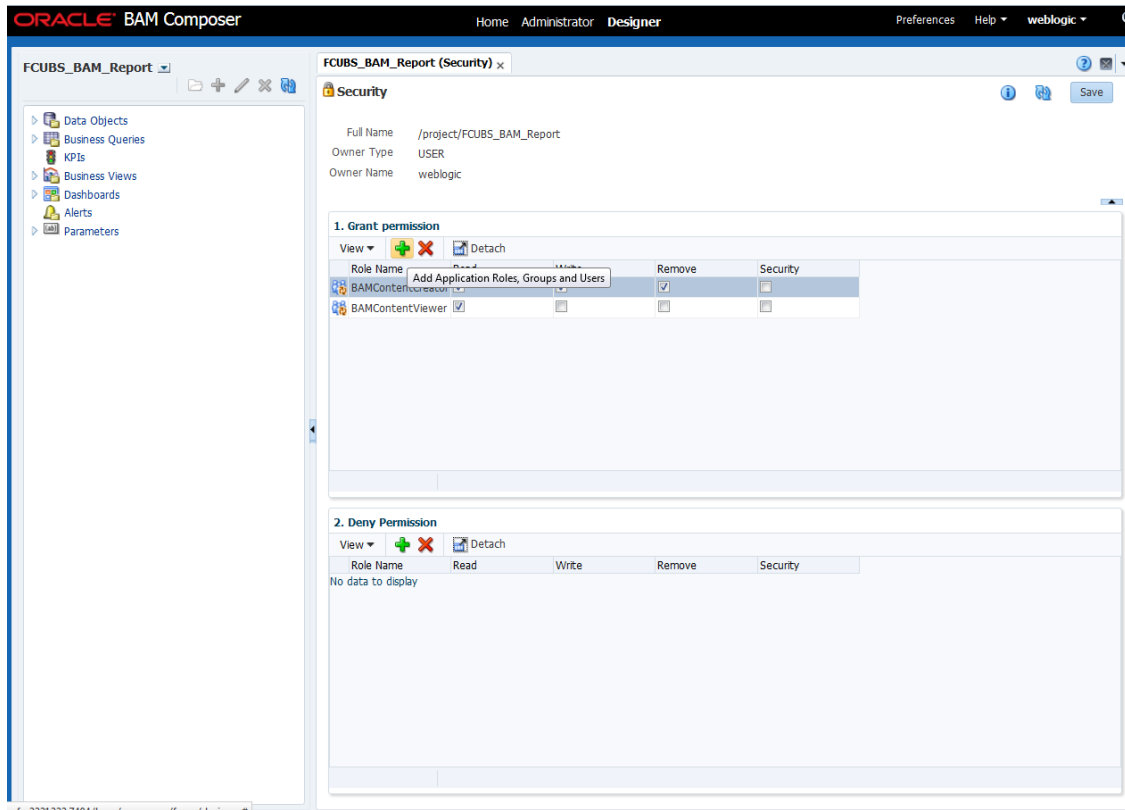 ORACLE BAM Composer
Home Administrator Designer
Preferences Help weblogic
FCUBS_BAM_Report
Data Objects
Business Queries
KPIs
Business Views
Dashboards
Alerts
Parameters
FCUBS_BAM_Report (Security) x
Security
Save
Full Name /project/FCUBS_BAM_Report
Owner Type USER
Owner Name weblogic
1. Grant permission
View Detach
Role Name Remove Security
Add Application Roles, Groups and Users
BAMContentCreator
BAMContentViewer
2. Deny Permission
View Detach
Role Name Read Write Remove Security
No data to display